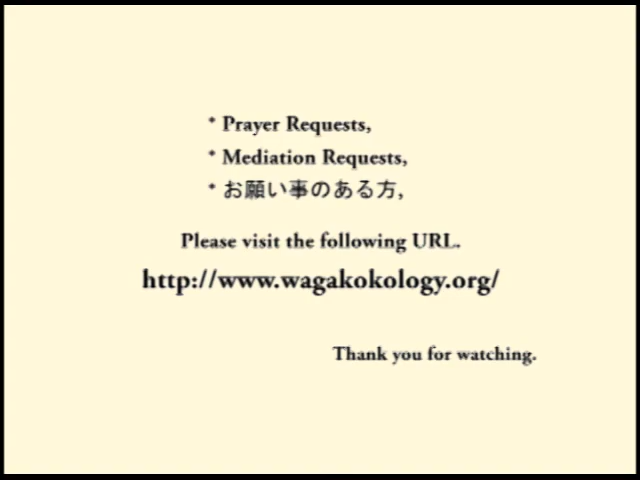 * Prayer Requests,
* Mediation Requests,
* お願い事のある方,
Please visit the following URL.
http://www.wagakokology.org/
Thank you for watching.